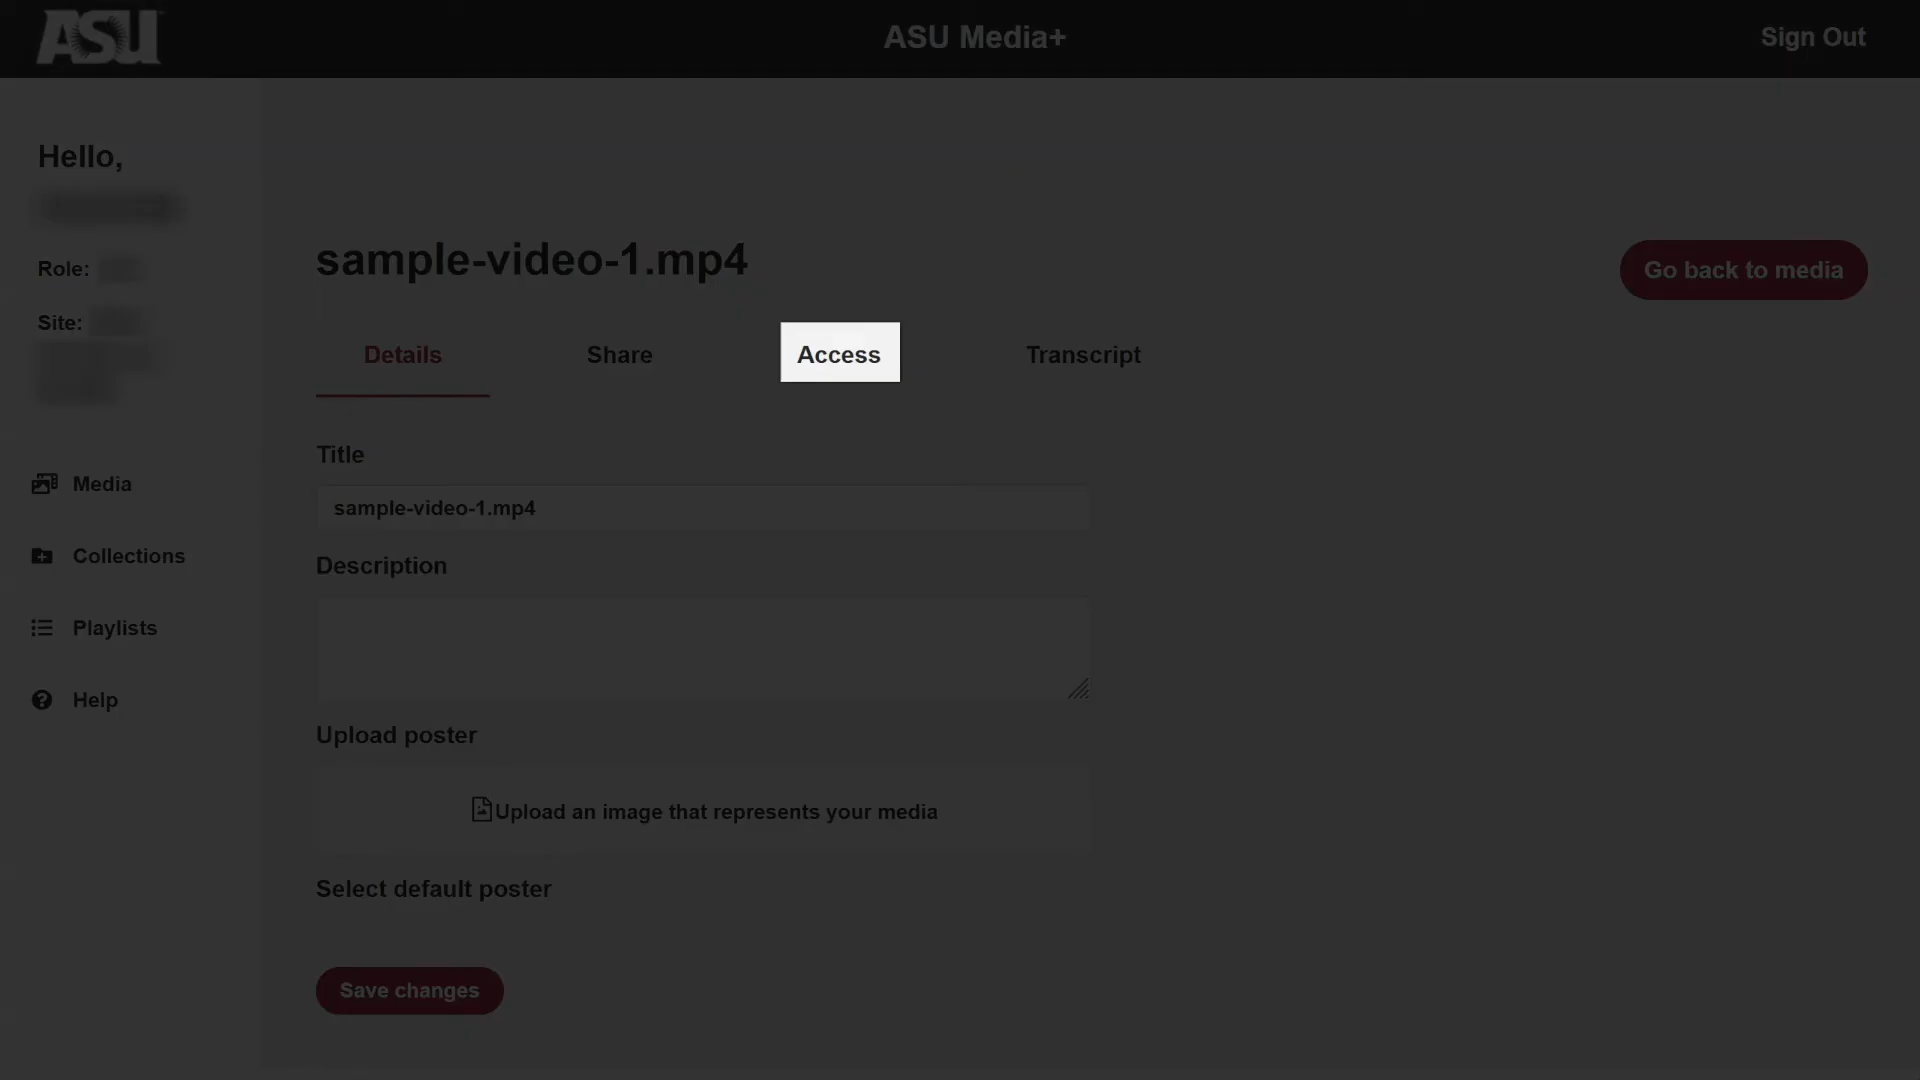 ASU
ASU Media+
Sign Out
Hello,
Role:
Site:
Media
Collections
Playlists
Help
sample-video-1.mp4
Go back to media
Details
Share
Access
Transcript
Title
sample-video-1.mp4
Description
Upload poster
Upload an image that represents your media
Select default poster
Save changes